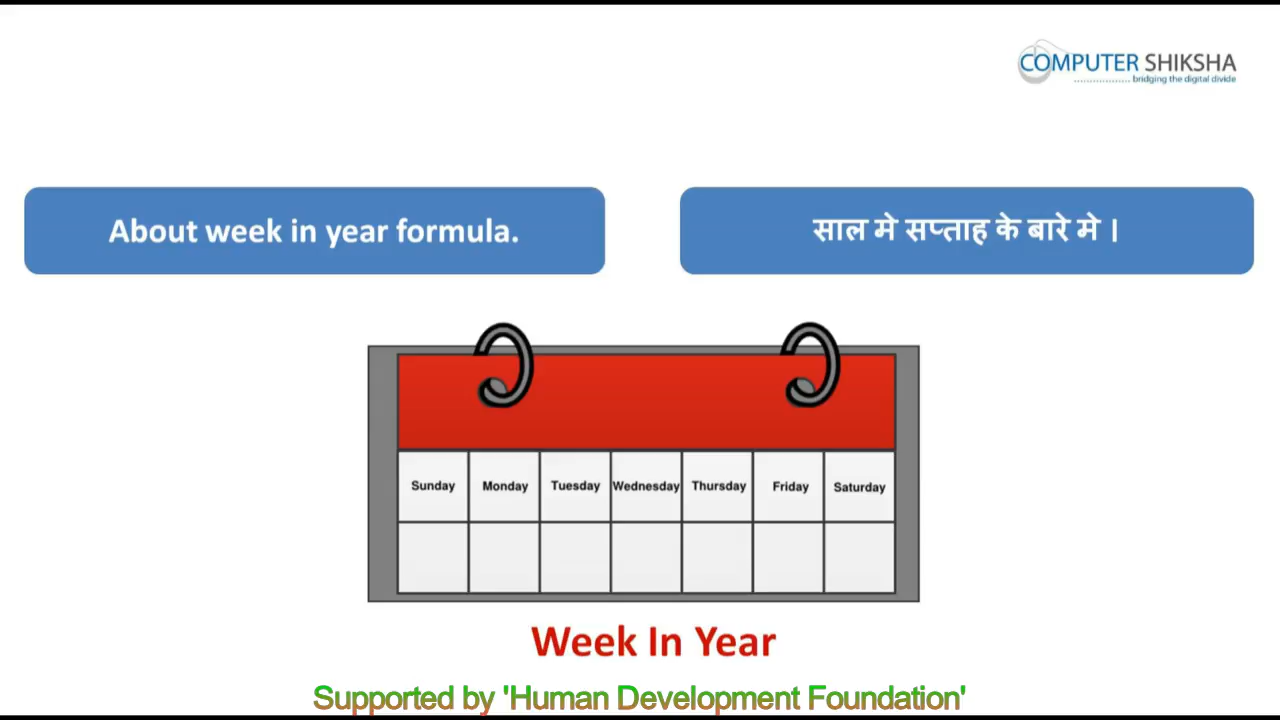 COMPUTER SHIKSHA
bridging the digital divide
About week in year formula.
साल मे सप्ताह के बारे मे ।
Sunday Monday Tuesday Wednesday Thursday Friday Saturday
Week In Year
Supported by 'Human Development Foundation'